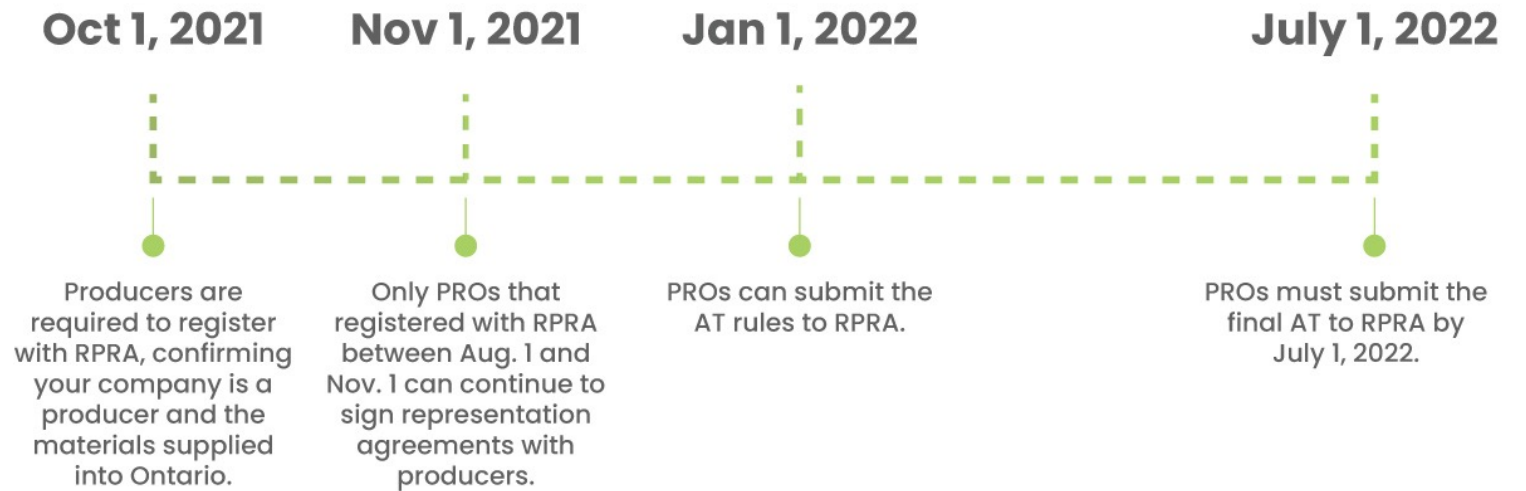 Oct 1, 2021
Nov 1, 2021
Jan 1, 2022
July 1, 2022
Producers are
required to register
with RPRA, confirming
your company is a
producer and the
materials supplied
into Ontario.
Only PROs that
registered with RPRA
between Aug. 1 and
Nov. 1 can continue to
sign representation
agreements with
producers.
PROs can submit the
AT rules to RPRA.
PROs must submit the
final AT to RPRA by
July 1, 2022.